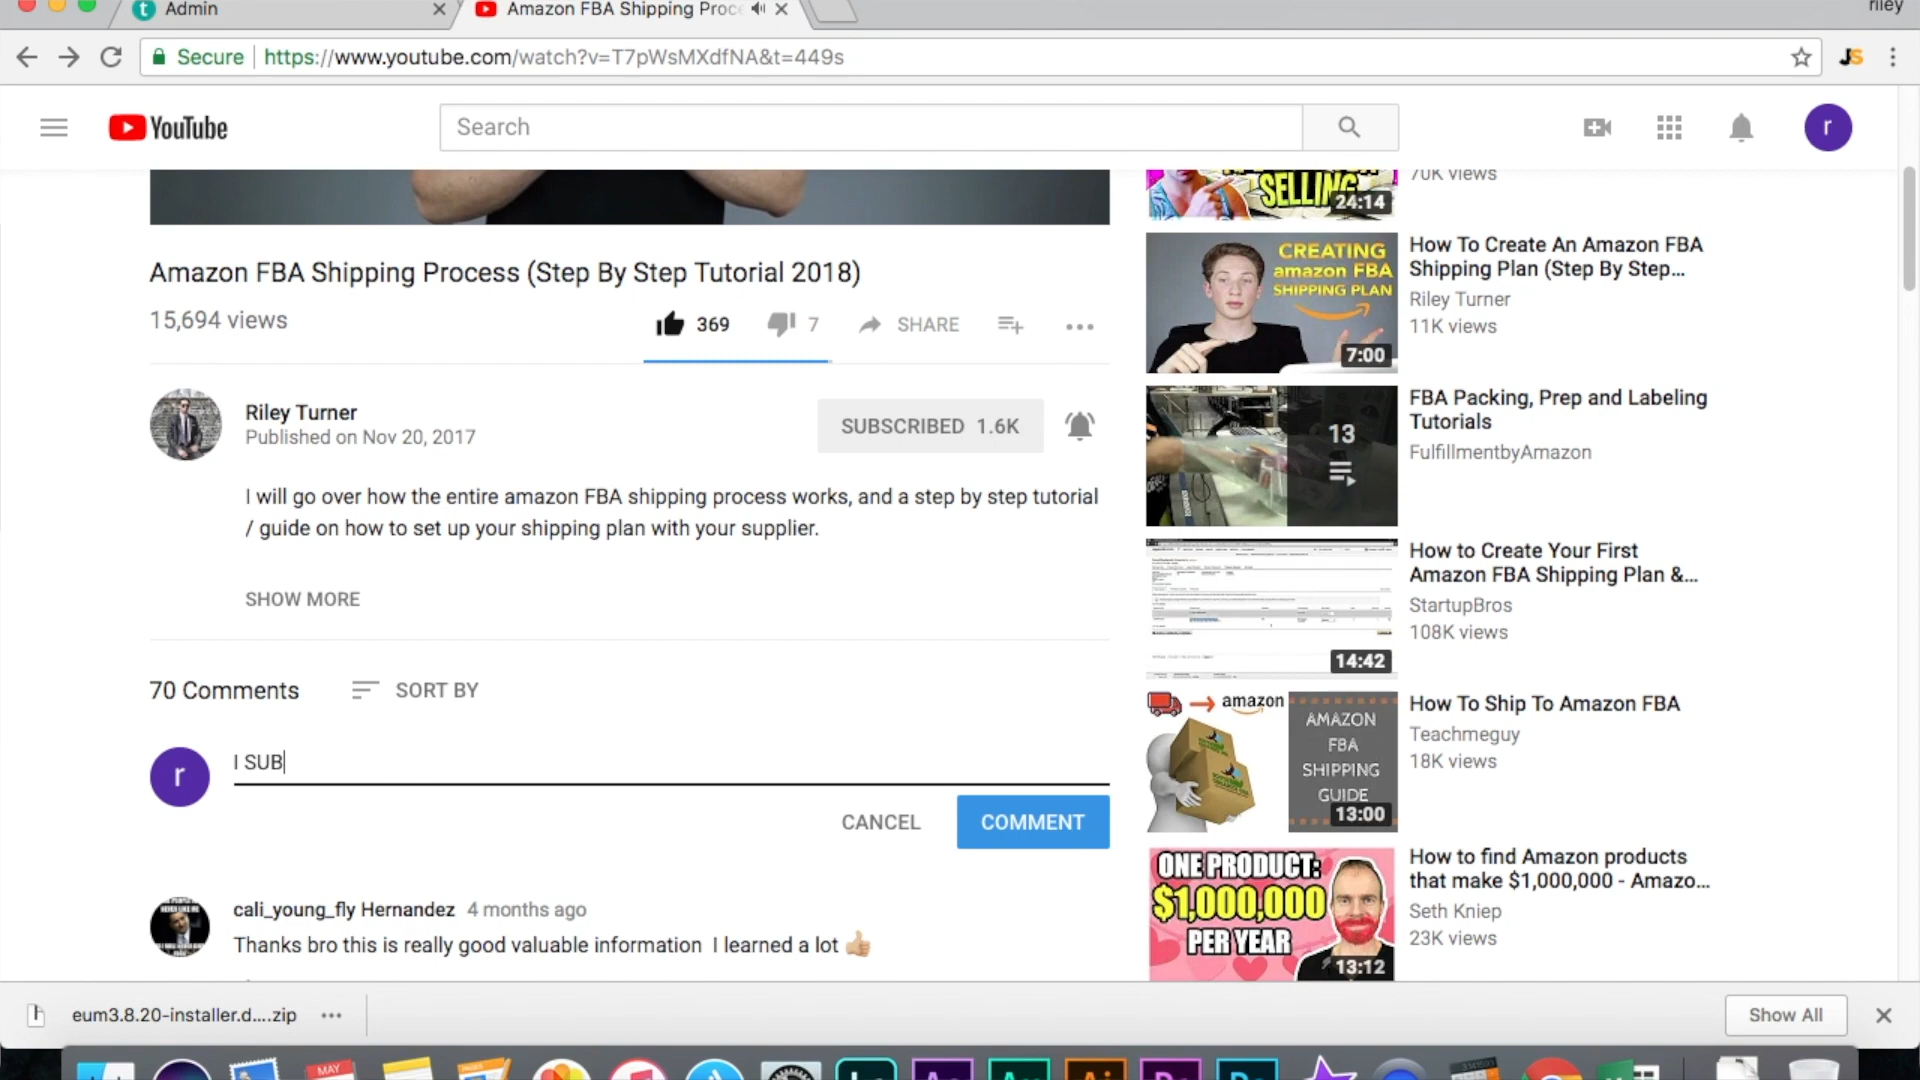 Admin
Amazon FBA Shipping Proc
riley
Secure
https://www.youtube.com/watch?v=T7pWsMXdfNA&t=449s
JS
YouTube
Search
r
SELLING
24:14
70K views
Amazon FBA Shipping Process (Step By Step Tutorial 2018)
15,694 views
369
7
SHARE
Riley Turner
Published on Nov 20, 2017
SUBSCRIBED 1.6K
I will go over how the entire amazon FBA shipping process works, and a step by step tutorial
/ guide on how to set up your shipping plan with your supplier.
SHOW MORE
70 Comments
SORT BY
r
I SUB
CANCEL
COMMENT
cali_young_fly Hernandez 4 months ago
Thanks bro this is really good valuable information I learned a lot
CREATING
amazon FBA
SHIPPING PLAN
7:00
How To Create An Amazon FBA
Shipping Plan (Step By Step...
Riley Turner
11K views
13
FBA Packing, Prep and Labeling
Tutorials
FulfillmentbyAmazon
14:42
How to Create Your First
Amazon FBA Shipping Plan &...
StartupBros
108K views
amazon
AMAZON
FBA
SHIPPING
GUIDE
13:00
How To Ship To Amazon FBA
Teachmeguy
18K views
ONE PRODUCT:
$1,000,000
PER YEAR
13:12
How to find Amazon products
that make $1,000,000 - Amazo...
Seth Kniep
23K views
eum3.8.20-installer.d....zip
Show All
MAY